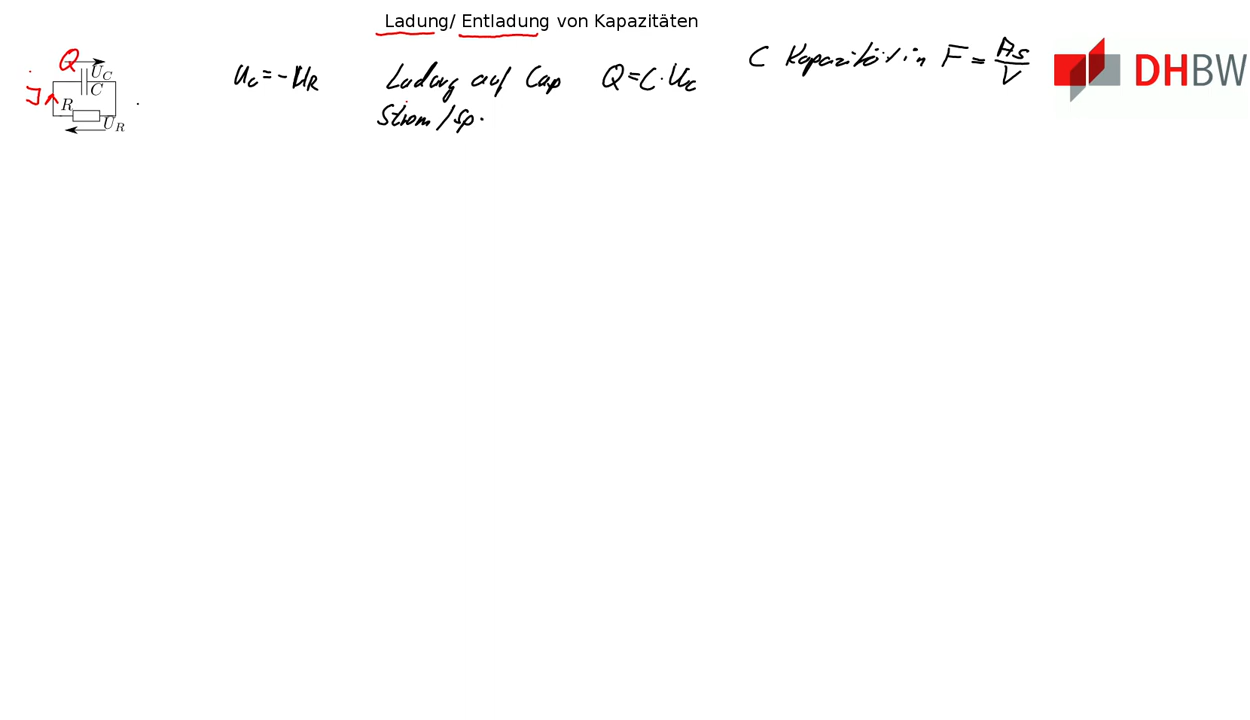 Ladung/ Entladung von Kapazitäten
Q
U_C
C
I
R
U_R
U_C = -U_R
Ladung auf Cap Q = C · U_C
Strom/Sp.
C Kapazität in F = As/V
DHBW